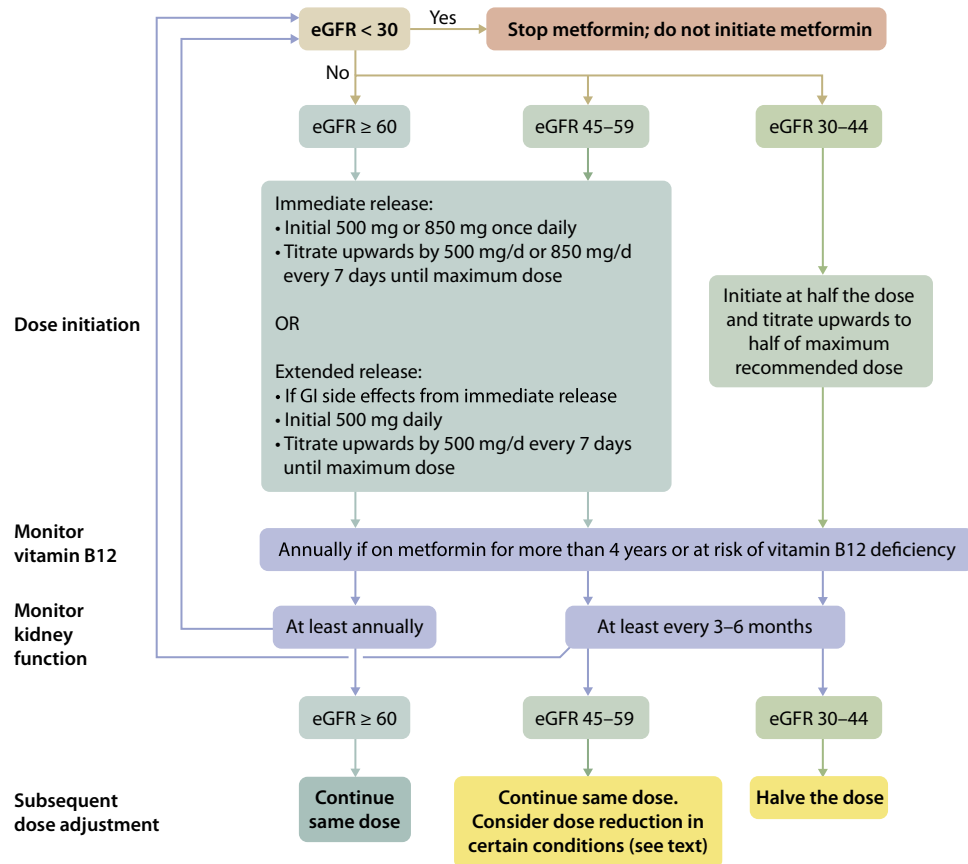 eGFR < 30
Yes
Stop metformin; do not initiate metformin
No
eGFR ≥ 60
eGFR 45–59
eGFR 30–44
Dose initiation
Immediate release:
• Initial 500 mg or 850 mg once daily
• Titrate upwards by 500 mg/d or 850 mg/d
every 7 days until maximum dose
OR
Extended release:
• If GI side effects from immediate release
• Initial 500 mg daily
• Titrate upwards by 500 mg/d every 7 days
until maximum dose
Initiate at half the dose
and titrate upwards to
half of maximum
recommended dose
Monitor
vitamin B12
Annually if on metformin for more than 4 years or at risk of vitamin B12 deficiency
Monitor
kidney
function
At least annually
At least every 3–6 months
eGFR ≥ 60
eGFR 45–59
eGFR 30–44
Subsequent
dose adjustment
Continue
same dose
Continue same dose.
Consider dose reduction in
certain conditions (see text)
Halve the dose